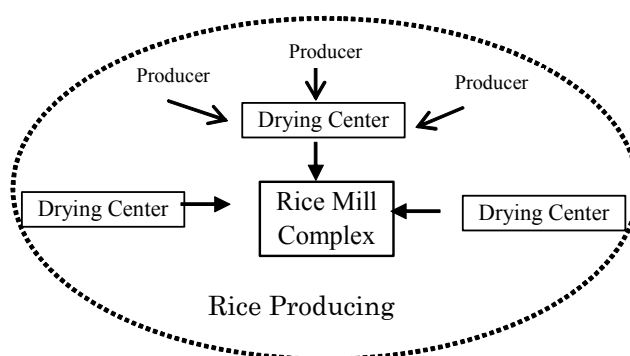 Producer
Producer
Producer
Drying Center
Rice Mill
Complex
Drying Center
Drying Center
Rice Producing